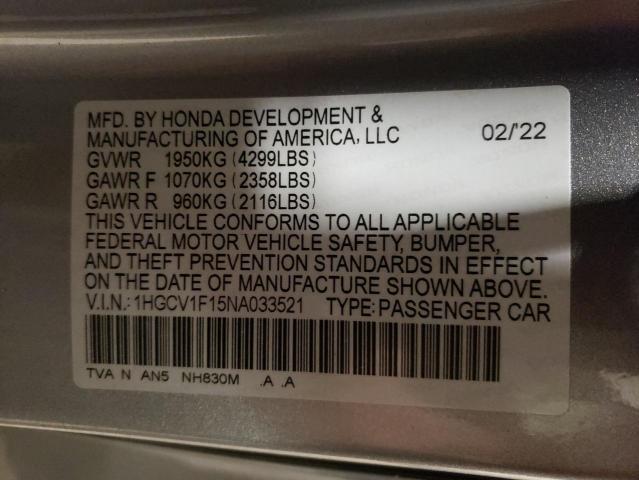 MFD. BY HONDA DEVELOPMENT &
MANUFACTURING OF AMERICA, LLC 02/'22
GVWR 1950KG (4299LBS)
GAWR F 1070KG (2358LBS)
GAWR R 960KG (2116LBS)
THIS VEHICLE CONFORMS TO ALL APPLICABLE
FEDERAL MOTOR VEHICLE SAFETY, BUMPER,
AND THEFT PREVENTION STANDARDS IN EFFECT
ON THE DATE OF MANUFACTURE SHOWN ABOVE.
V.I.N.: 1HGCV1F15NA033521 TYPE: PASSENGER CAR
TVA N AN5 NH830M .A .A